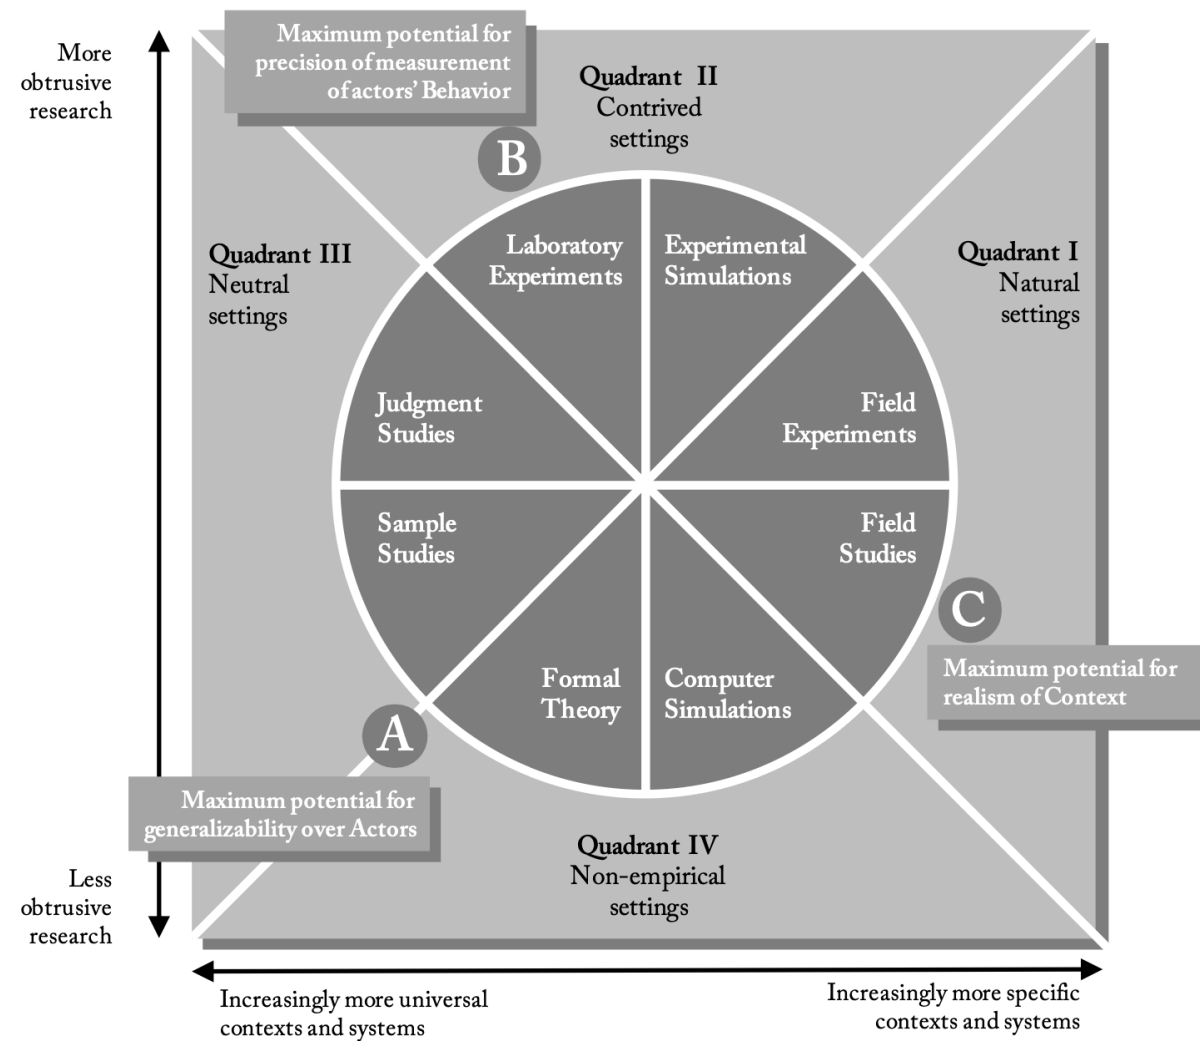 More
obtrusive
research
Maximum potential for
precision of measurement
of actors’ Behavior
B
Quadrant II
Contrived
settings
Quadrant III
Neutral
settings
Quadrant I
Natural
settings
Laboratory
Experiments
Experimental
Simulations
Judgment
Studies
Field
Experiments
Sample
Studies
Field
Studies
C
Maximum potential for
realism of Context
Formal
Theory
Computer
Simulations
A
Maximum potential for
generalizability over Actors
Quadrant IV
Non-empirical
settings
Less
obtrusive
research
Increasingly more universal
contexts and systems
Increasingly more specific
contexts and systems